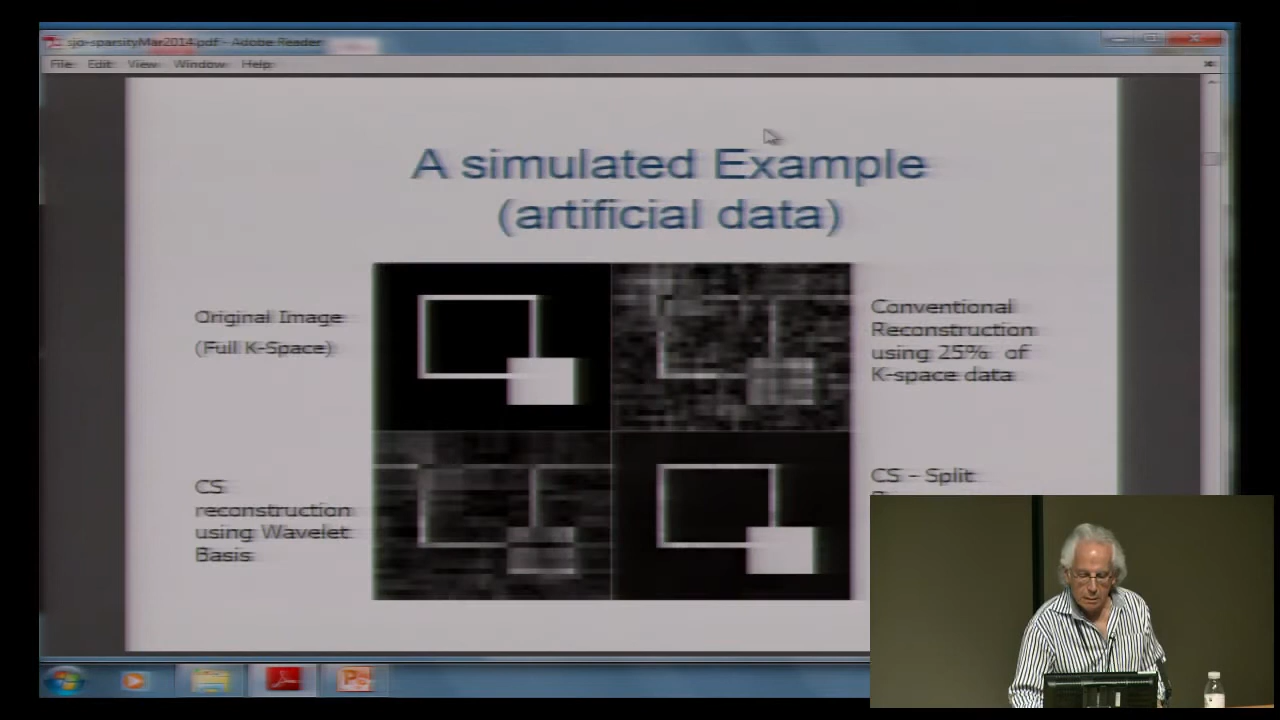 sjo-sparsityMar2014.pdf - Adobe Reader
File Edit View Window Help
A simulated Example
(artificial data)
Original Image
(Full K-Space)
Conventional
Reconstruction
using 25% of
K-space data
CS
reconstruction
using Wavelet
Basis
CS – Split